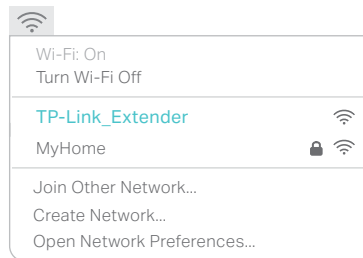 Wi-Fi: On
Turn Wi-Fi Off
TP-Link_Extender
MyHome
Join Other Network...
Create Network...
Open Network Preferences...